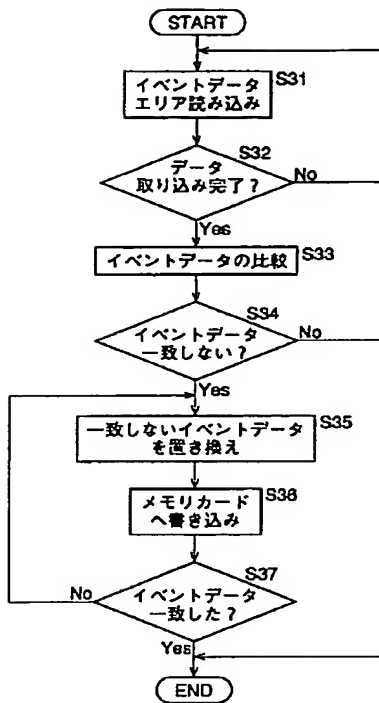 START
イベントデータ
エリア読み込み
S31
データ
取り込み完了?
S32
No
Yes
イベントデータの比較
S33
イベントデータ
一致しない?
S34
No
Yes
一致しないイベントデータ
を置き換え
S35
メモリカード
へ書き込み
S36
イベントデータ
一致した?
S37
No
Yes
END